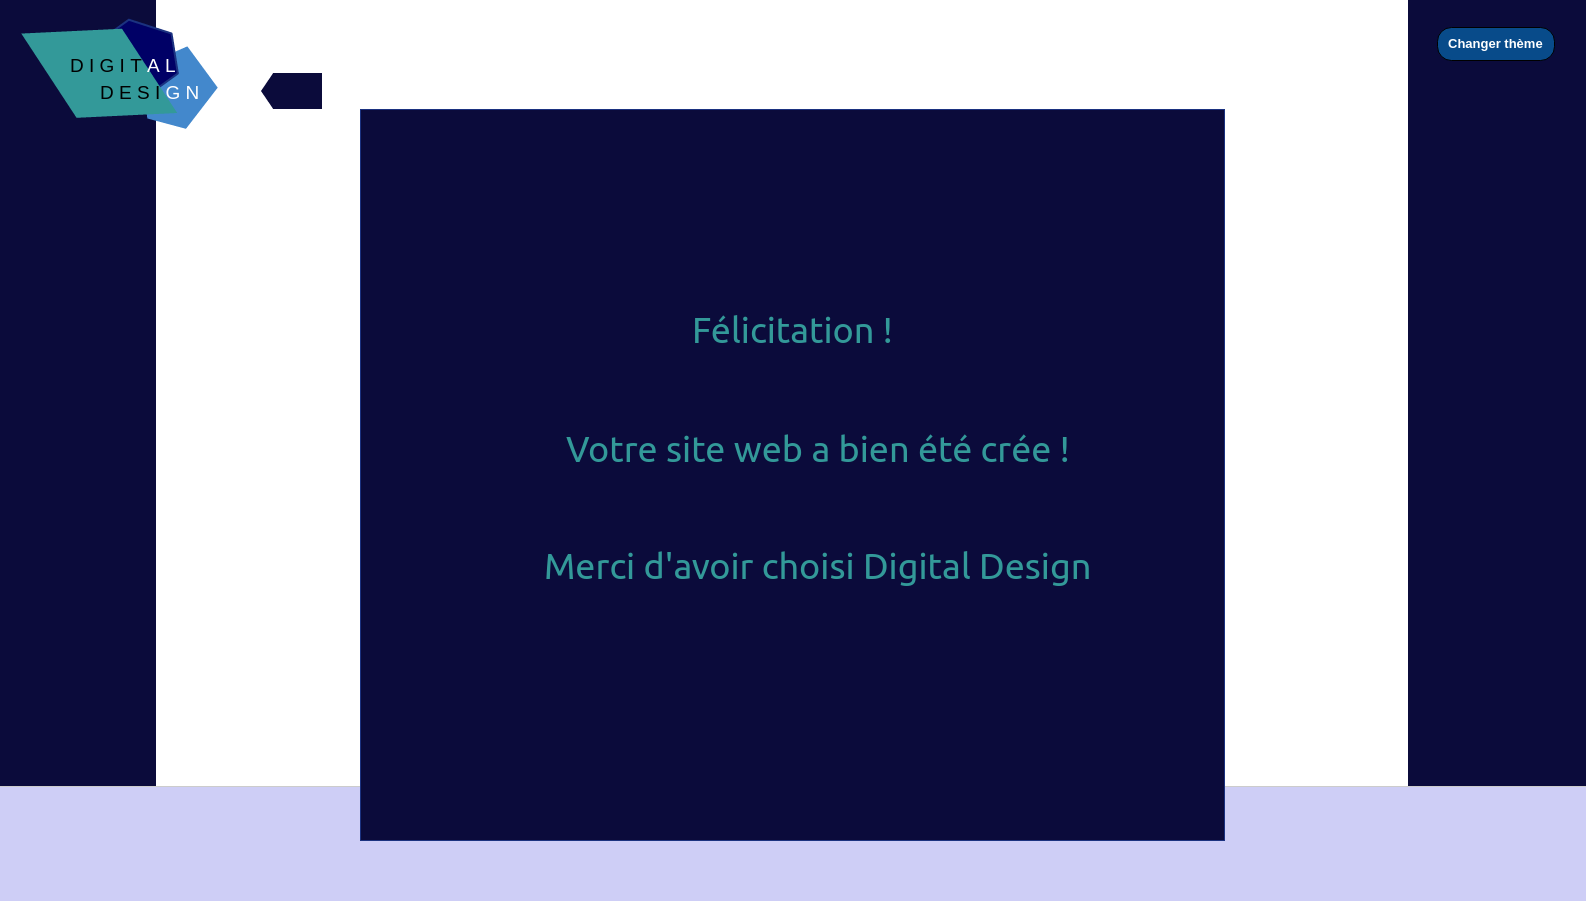 DIGITAL
DESIGN
Changer thème
Félicitation !
Votre site web a bien été crée !
Merci d'avoir choisi Digital Design